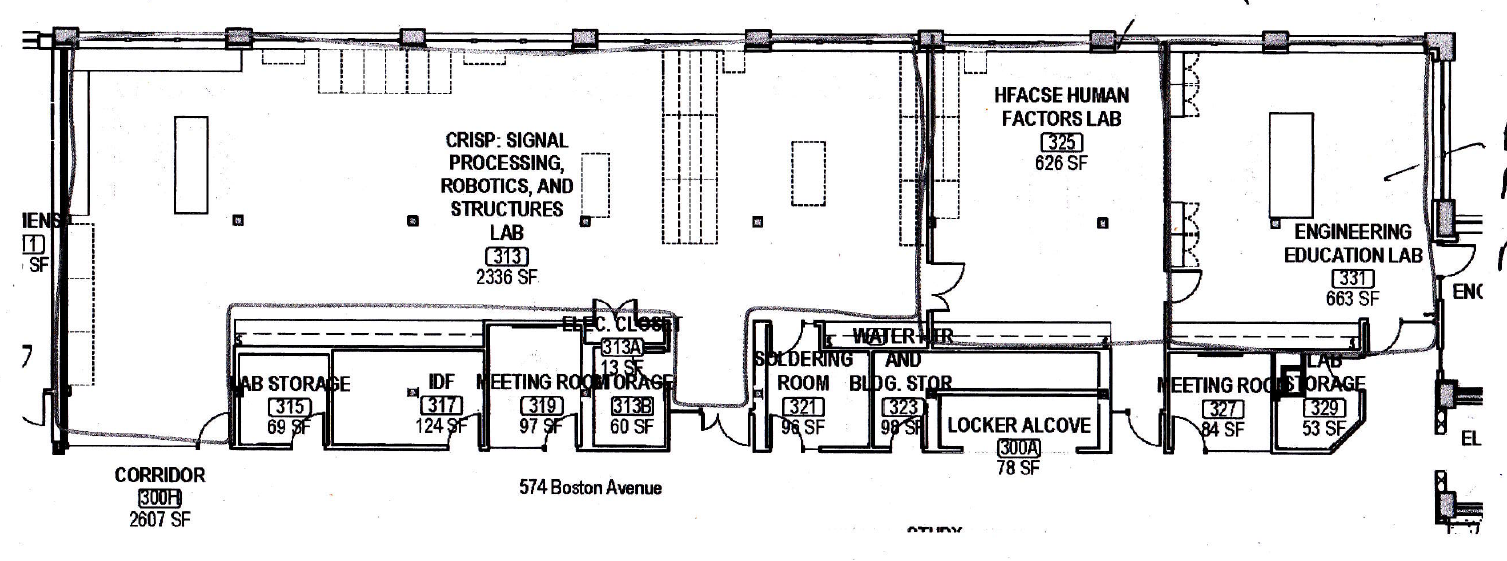 HFACSE HUMAN
FACTORS LAB
325
626 SF
CRISP: SIGNAL
PROCESSING,
ROBOTICS, AND
STRUCTURES
LAB
313
2336 SF
ENGINEERING
EDUCATION LAB
331
663 SF
1
SF
7
ELEC. CLOSET
313A
13 SF
LAB STORAGE
315
69 SF
IDF
317
124 SF
MEETING ROOM
319
97 SF
STORAGE
313B
60 SF
SOLDERING
ROOM
321
96 SF
WATER HTR
AND
BLDG. STOR
323
98 SF
LOCKER ALCOVE
300A
78 SF
MEETING ROOM
327
84 SF
LAB
STORAGE
329
53 SF
EL
CORRIDOR
300H
2607 SF
574 Boston Avenue
STUDY